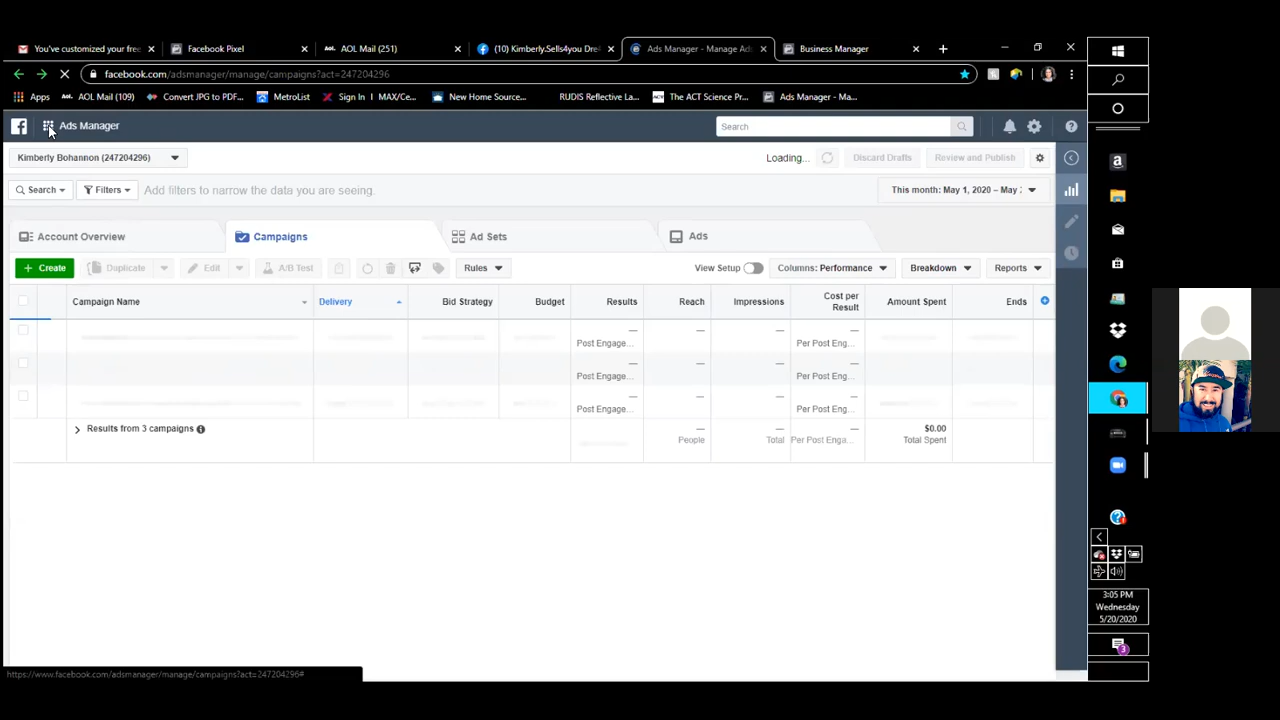 You've customized your free
Facebook Pixel
AOL Mail (251)
(10) Kimberly.Sells4you Dre
Ads Manager - Manage Ads
Business Manager
facebook.com/adsmanager/manage/campaigns?act=247204296
Apps
AOL Mail (109)
Convert JPG to PDF...
MetroList
Sign In | MAX/Ce...
New Home Source...
RUDIS Reflective La...
The ACT Science Pr...
Ads Manager - Ma...
Ads Manager
Search
Kimberly Bohannon (247204296)
Loading...
Discard Drafts
Review and Publish
Search
Filters
Add filters to narrow the data you are seeing.
This month: May 1, 2020 – May
Account Overview
Campaigns
Ad Sets
Ads
+ Create
Duplicate
Edit
A/B Test
Rules
View Setup
Columns: Performance
Breakdown
Reports
Campaign Name
Delivery
Bid Strategy
Budget
Results
Reach
Impressions
Cost per
Result
Amount Spent
Ends
— — — —
Post Engage... Per Post Eng...
— — — —
Post Engage... Per Post Eng...
— — — —
Post Engage... Per Post Eng...
Results from 3 campaigns
— — — $0.00
People Total Per Post Enga... Total Spent
https://www.facebook.com/adsmanager/manage/campaigns?act=247204296#
3:05 PM
Wednesday
5/20/2020
3